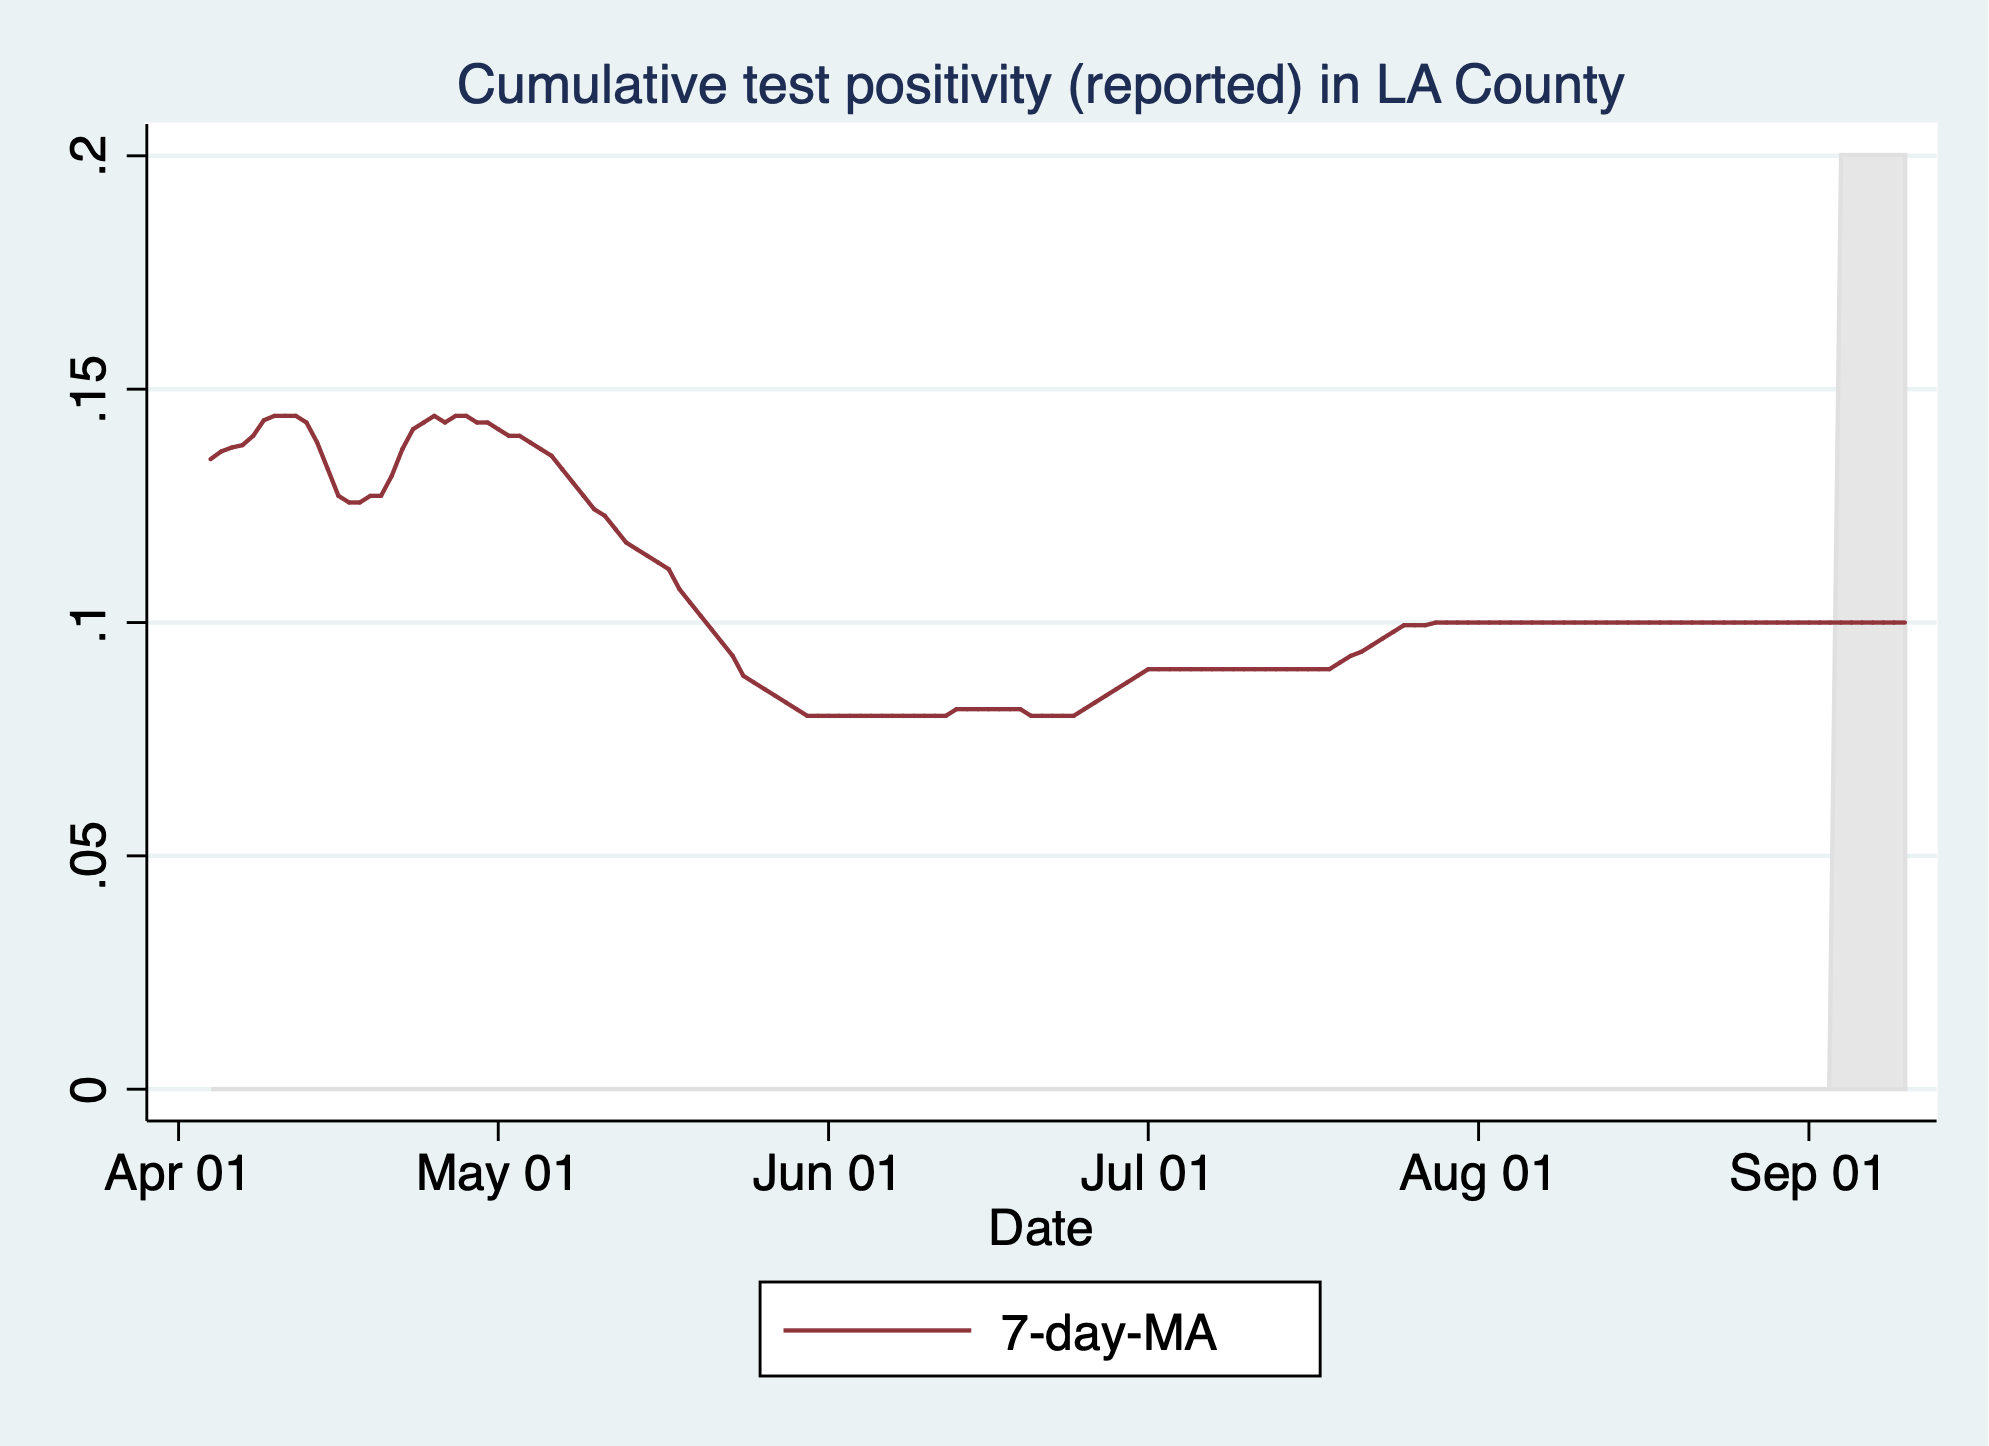 Cumulative test positivity (reported) in LA County
.2
.15
.1
.05
0
Apr 01 May 01 Jun 01 Jul 01 Aug 01 Sep 01
Date
7-day-MA